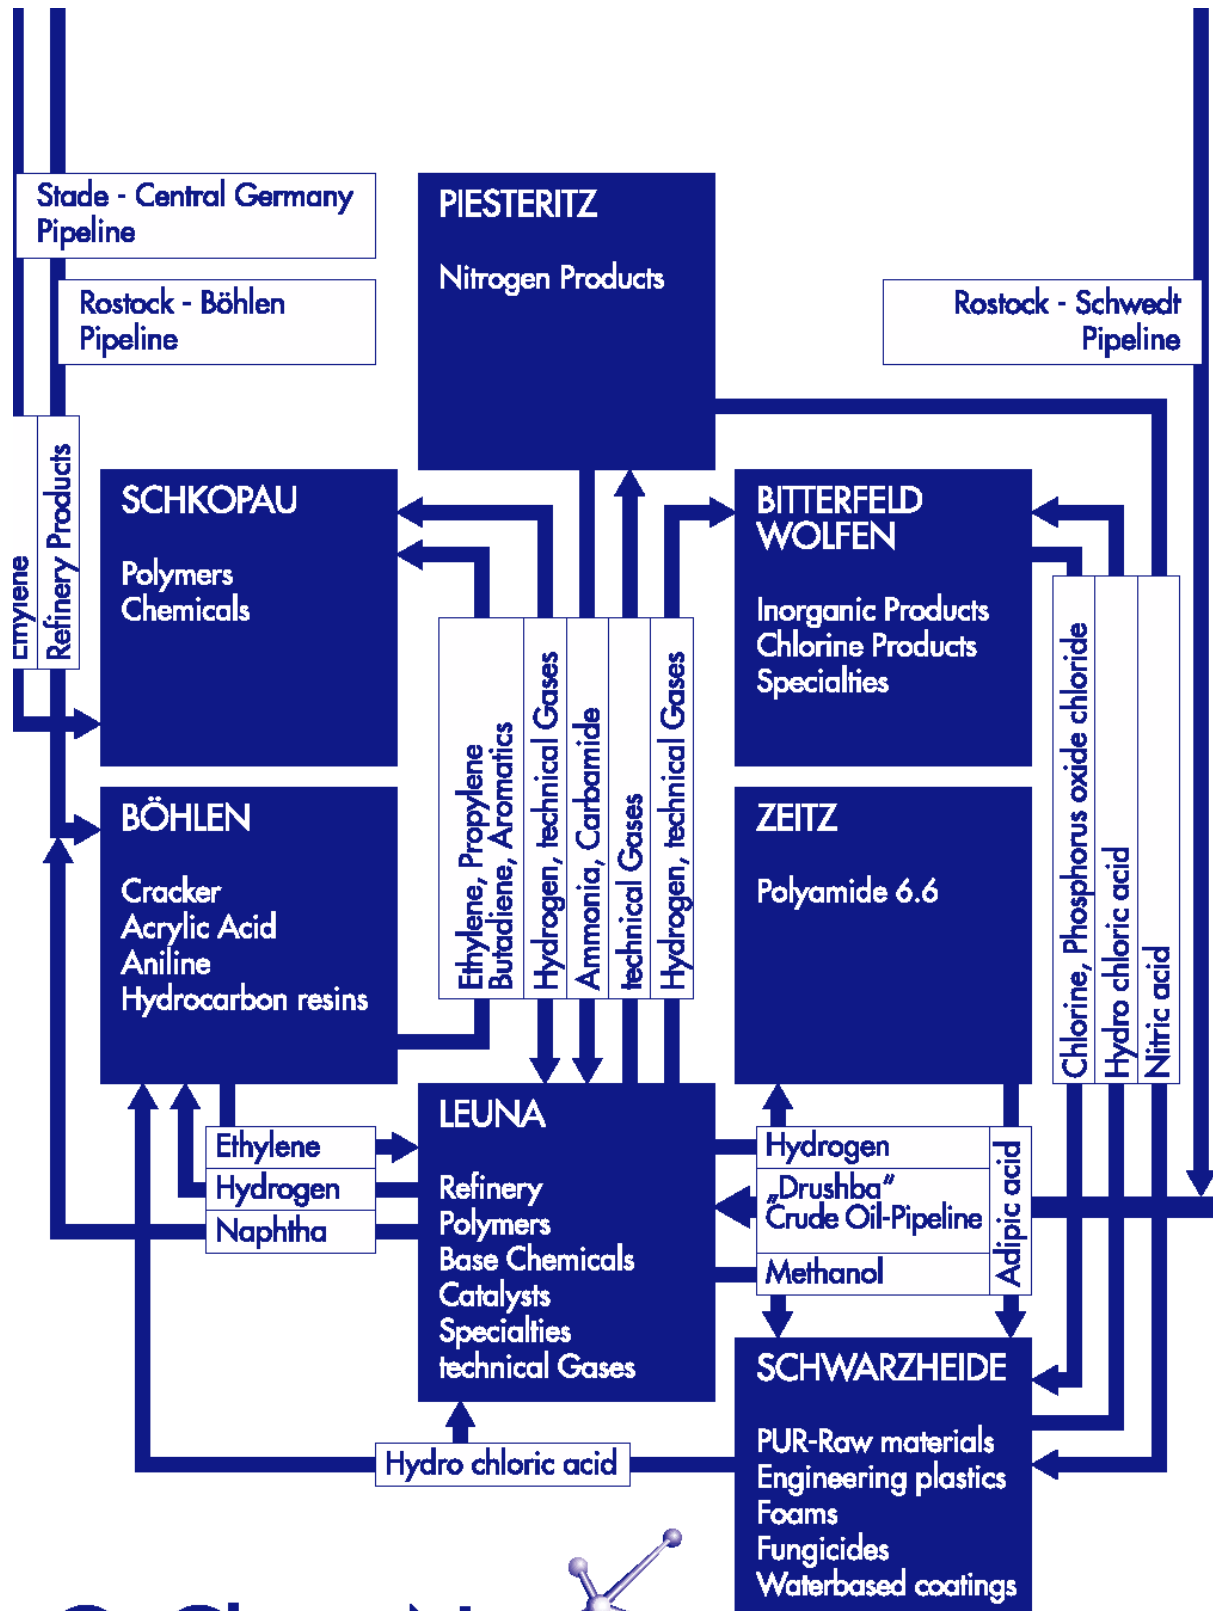 Stade - Central Germany
Pipeline
Rostock - Böhlen
Pipeline
PIESTERITZ
Nitrogen Products
Rostock - Schwedt
Pipeline
Ethylene
Refinery Products
SCHKOPAU
Polymers
Chemicals
BITTERFELD
WOLFEN
Inorganic Products
Chlorine Products
Specialties
Ethylene, Propylene
Butadiene, Aromatics
Hydrogen, technical Gases
Ammonia, Carbamide
technical Gases
Hydrogen, technical Gases
Chlorine, Phosphorus oxide chloride
Hydro chloric acid
Nitric acid
BÖHLEN
Cracker
Acrylic Acid
Aniline
Hydrocarbon resins
ZEITZ
Polyamide 6.6
Ethylene
Hydrogen
Naphtha
LEUNA
Refinery
Polymers
Base Chemicals
Catalysts
Specialties
technical Gases
Hydrogen
„Drushba“
Crude Oil-Pipeline
Methanol
Adipic acid
Hydro chloric acid
SCHWARZHEIDE
PUR-Raw materials
Engineering plastics
Foams
Fungicides
Waterbased coatings